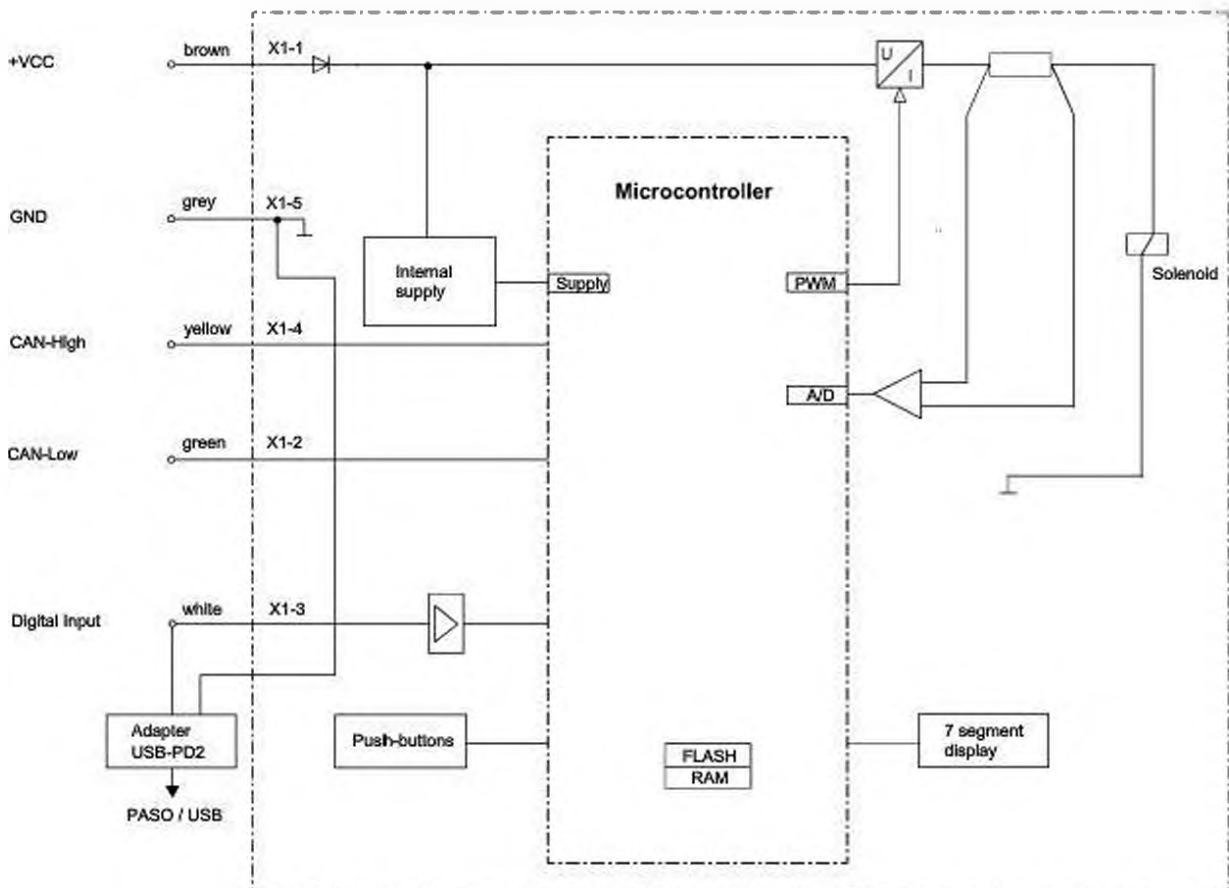 +VCC
brown
X1-1
U
I
Microcontroller
GND
grey
X1-5
Internal
supply
Supply
PWM
Solenoid
CAN-High
yellow
X1-4
A/D
CAN-Low
green
X1-2
Digital Input
white
X1-3
Adapter
USB-PD2
Push-buttons
FLASH
RAM
7 segment
display
PASO / USB